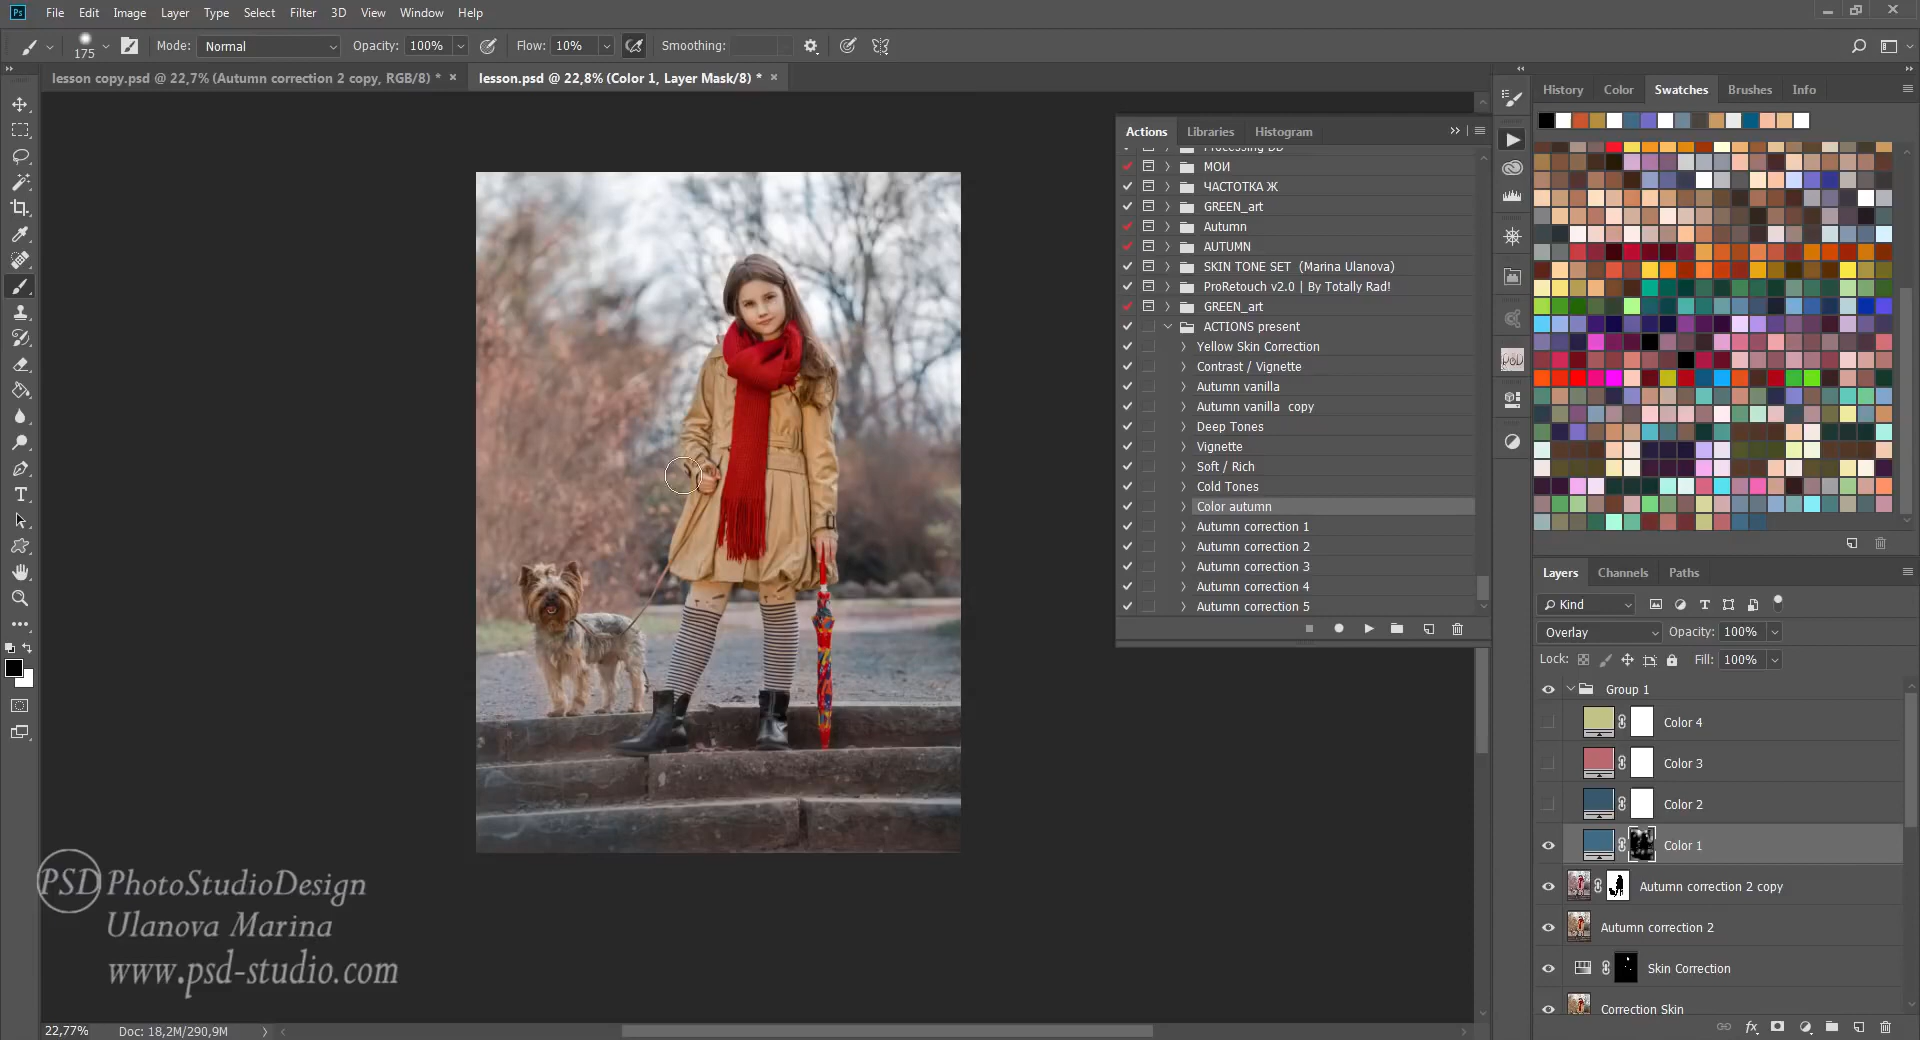 Ps File Edit Image Layer Type Select Filter 3D View Window Help
175 Mode: Normal Opacity: 100% Flow: 10% Smoothing:
lesson copy.psd @ 22,7% (Autumn correction 2 copy, RGB/8) * × lesson.psd @ 22,8% (Color 1, Layer Mask/8) * ×
Actions Libraries Histogram
Processing DD
МОИ
ЧАСТОТКА Ж
GREEN_art
Autumn
AUTUMN
SKIN TONE SET (Marina Ulanova)
ProRetouch v2.0 | By Totally Rad!
GREEN_art
ACTIONS present
Yellow Skin Correction
Contrast / Vignette
Autumn vanilla
Autumn vanilla copy
Deep Tones
Vignette
Soft / Rich
Cold Tones
Color autumn
Autumn correction 1
Autumn correction 2
Autumn correction 3
Autumn correction 4
Autumn correction 5
History Color Swatches Brushes Info
PSD
Layers Channels Paths
Kind
Overlay Opacity: 100%
Lock: Fill: 100%
Group 1
Color 4
Color 3
Color 2
Color 1
Autumn correction 2 copy
Autumn correction 2
Skin Correction
Correction Skin
fx
PSD PhotoStudioDesign
Ulanova Marina
www.psd-studio.com
22,77% Doc: 18,2M/290,9M